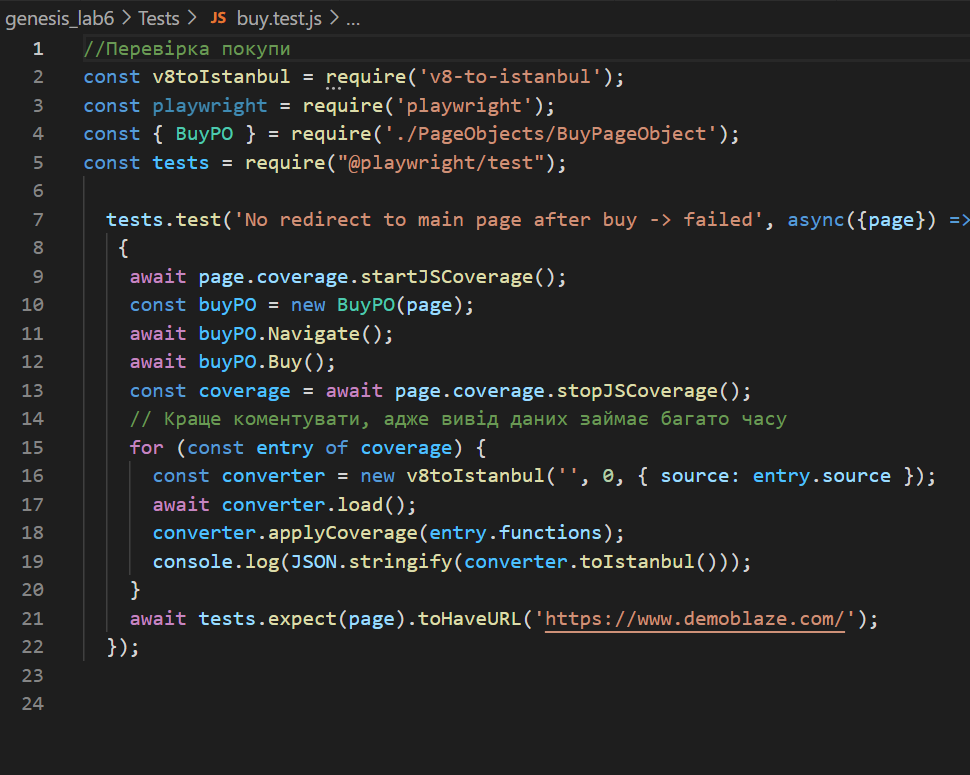 genesis_lab6 > Tests > JS buy.test.js > ...
1 //Перевірка покупи
2 const v8toIstanbul = require('v8-to-istanbul');
3 const playwright = require('playwright');
4 const { BuyPO } = require('./PageObjects/BuyPageObject');
5 const tests = require("@playwright/test");
6
7 tests.test('No redirect to main page after buy -> failed', async({page}) =>
8 {
9 await page.coverage.startJSCoverage();
10 const buyPO = new BuyPO(page);
11 await buyPO.Navigate();
12 await buyPO.Buy();
13 const coverage = await page.coverage.stopJSCoverage();
14 // Краще коментувати, адже вивід даних займає багато часу
15 for (const entry of coverage) {
16 const converter = new v8toIstanbul('', 0, { source: entry.source });
17 await converter.load();
18 converter.applyCoverage(entry.functions);
19 console.log(JSON.stringify(converter.toIstanbul()));
20 }
21 await tests.expect(page).toHaveURL('https://www.demoblaze.com/');
22 });
23
24